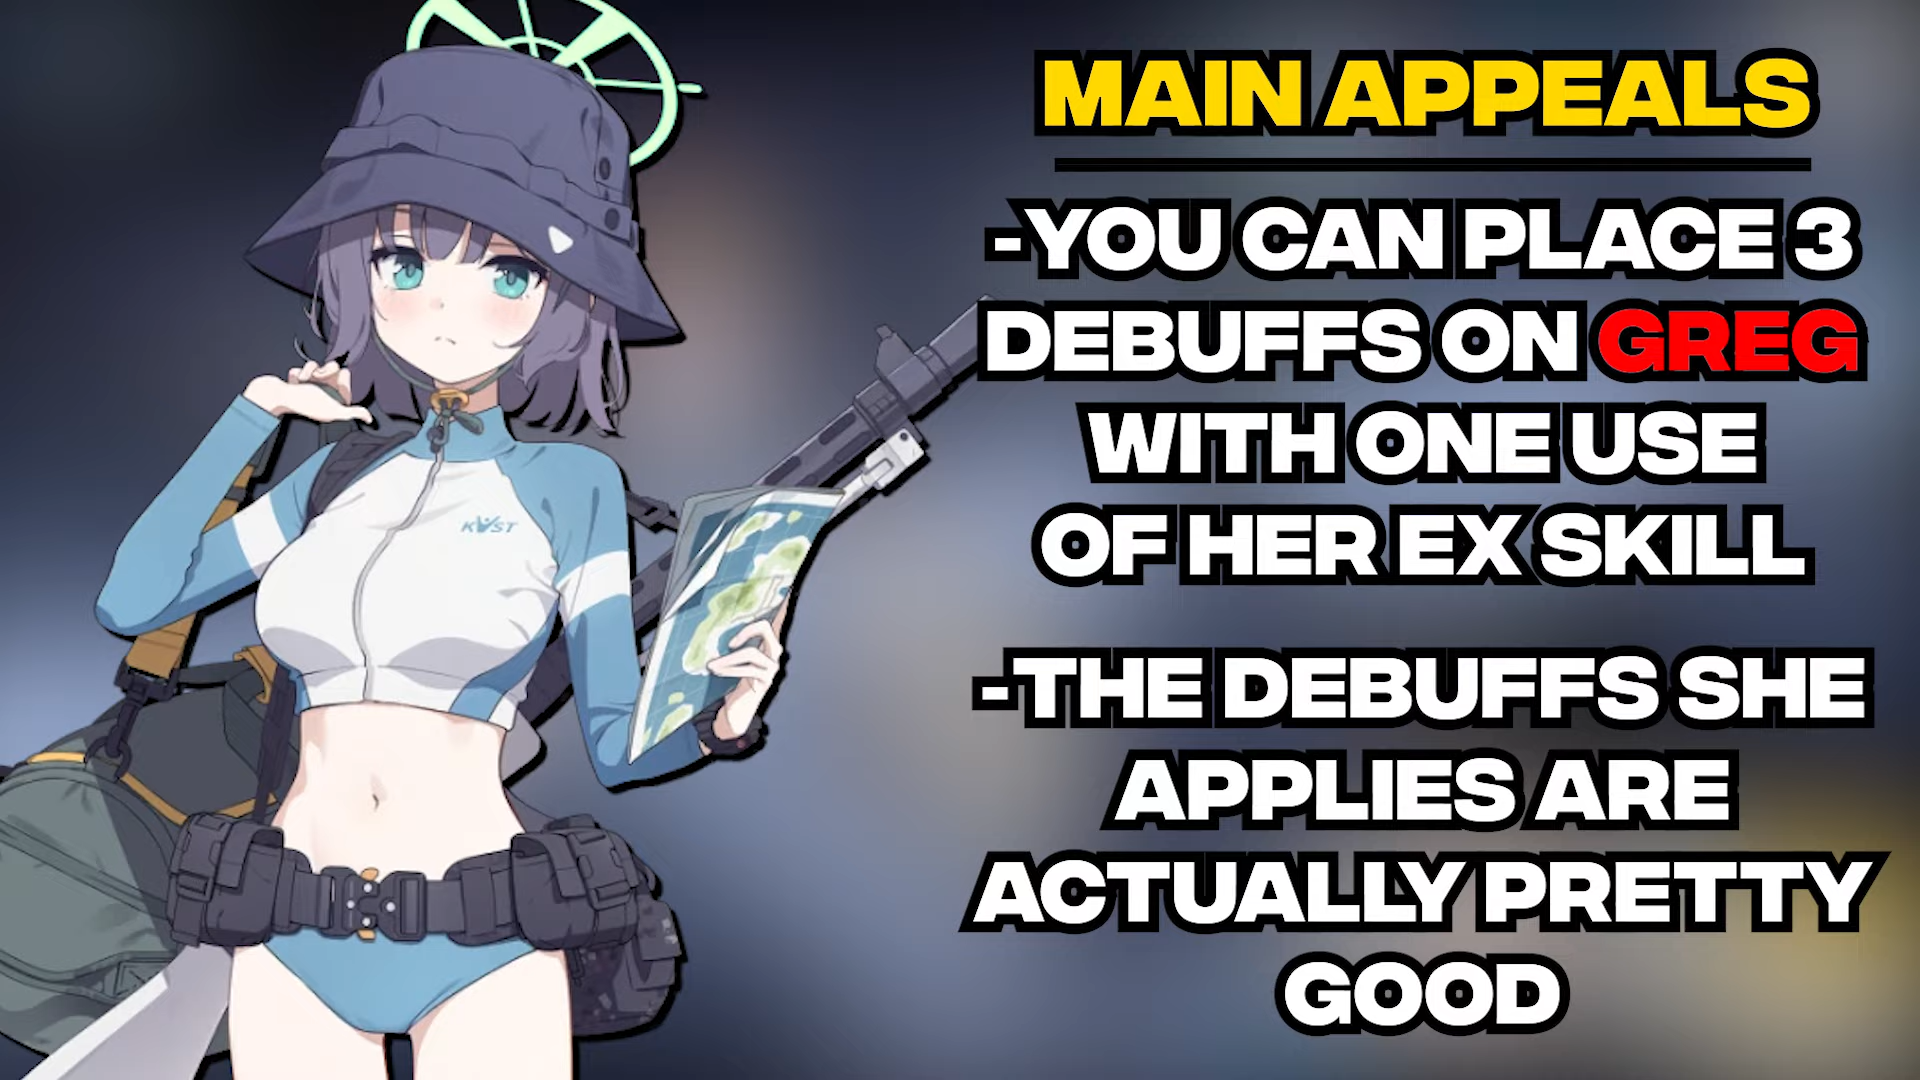 MAIN APPEALS
-YOU CAN PLACE 3
DEBUFFS ON GREG
WITH ONE USE
OF HER EX SKILL
-THE DEBUFFS SHE
APPLIES ARE
ACTUALLY PRETTY
GOOD
KVST